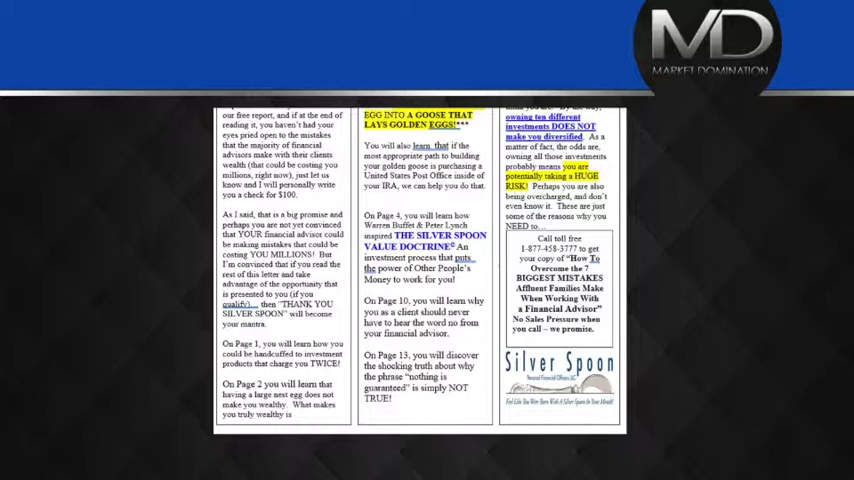 MD
MARKET DOMINATION
our free report, and if at the end of
reading it, you haven't had your
eyes pried open to the mistakes
that the majority of financial
advisors make with their clients
wealth (that could be costing you
millions, right now), just let us
know and I will personally write
you a check for $100.
As I said, that is a big promise and
perhaps you are not yet convinced
that YOUR financial advisor could
be making mistakes that could be
costing YOU MILLIONS! But
I'm convinced that if you read the
rest of this letter and take
advantage of the opportunity that
is presented to you (if you
qualify)... then "THANK YOU
SILVER SPOON" will become
your mantra.
On Page 1, you will learn how you
could be handcuffed to investment
products that charge you TWICE!
On Page 2 you will learn that
having a large nest egg does not
make you wealthy. What makes
you truly wealthy is
EGG INTO A GOOSE THAT
LAYS GOLDEN EGGS!***
You will also learn that if the
most appropriate path to building
your golden goose is purchasing a
United States Post Office inside of
your IRA, we can help you do that.
On Page 4, you will learn how
Warren Buffet & Peter Lynch
inspired THE SILVER SPOON
VALUE DOCTRINE© An
investment process that puts
the power of Other People's
Money to work for you!
On Page 10, you will learn why
you as a client should never
have to hear the word no from
your financial advisor.
On Page 13, you will discover
the shocking truth about why
the phrase "nothing is
guaranteed" is simply NOT
TRUE!
owning ten different
investments DOES NOT
make you diversified. As a
matter of fact, the odds are,
owning all those investments
probably means you are
potentially taking a HUGE
RISK! Perhaps you are also
being overcharged, and don't
even know it. These are just
some of the reasons why you
NEED to...
Call toll free
1-877-458-3777 to get
your copy of "How To
Overcome the 7
BIGGEST MISTAKES
Affluent Families Make
When Working With
a Financial Advisor"
No Sales Pressure when
you call – we promise.
Silver Spoon
Personal Financial Officers LLC
Feel Like You Were Born With A Silver Spoon In Your Mouth!